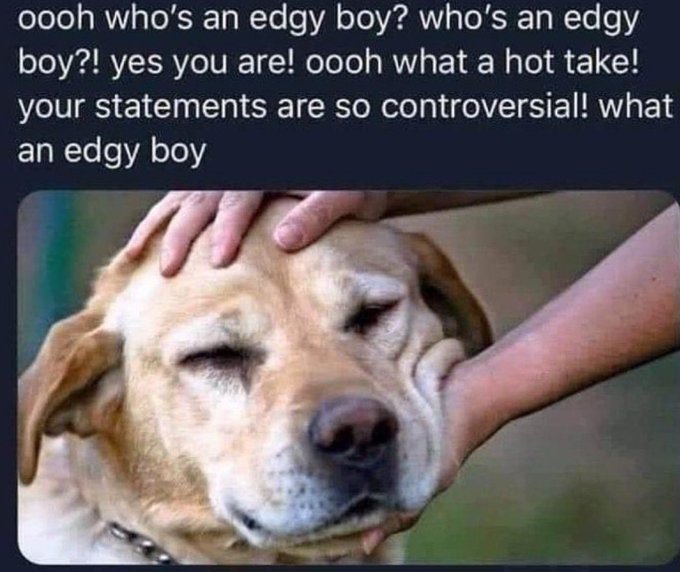 oooh who's an edgy boy? who's an edgy
boy?! yes you are! oooh what a hot take!
your statements are so controversial! what
an edgy boy